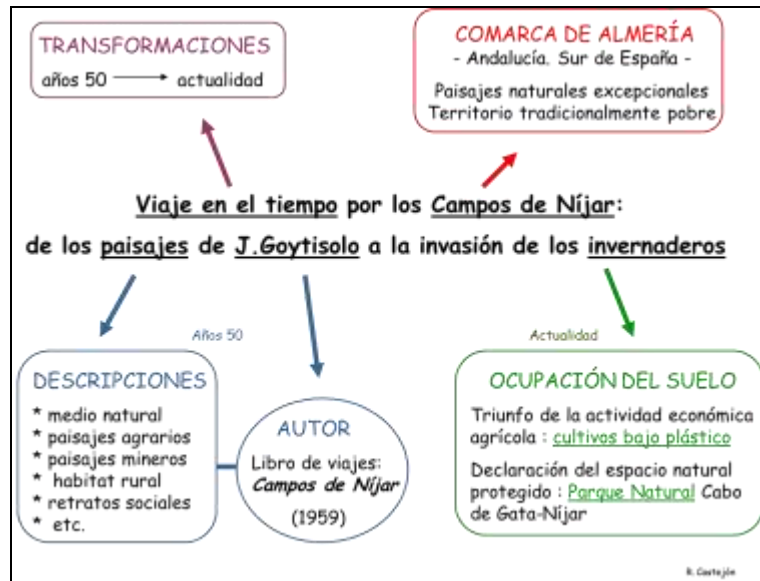 TRANSFORMACIONES
años 50 → actualidad
COMARCA DE ALMERÍA
- Andalucía. Sur de España -
Paisajes naturales excepcionales
Territorio tradicionalmente pobre
Viaje en el tiempo por los Campos de Níjar:
de los paisajes de J.Goytisolo a la invasión de los invernaderos
Años 50
DESCRIPCIONES
* medio natural
* paisajes agrarios
* paisajes mineros
* habitat rural
* retratos sociales
* etc.
AUTOR
Libro de viajes:
Campos de Níjar
(1959)
Actualidad
OCUPACIÓN DEL SUELO
Triunfo de la actividad económica
agrícola : cultivos bajo plástico
Declaración del espacio natural
protegido : Parque Natural Cabo
de Gata-Níjar
R. Castejón